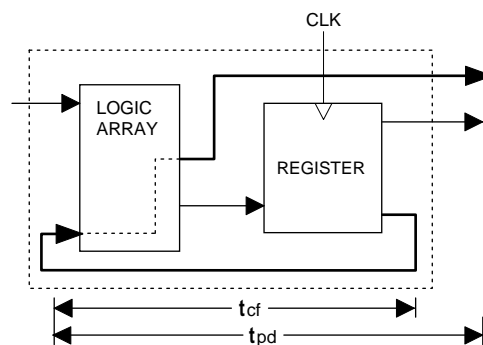 CLK
LOGIC
ARRAY
REGISTER
tcf
tpd